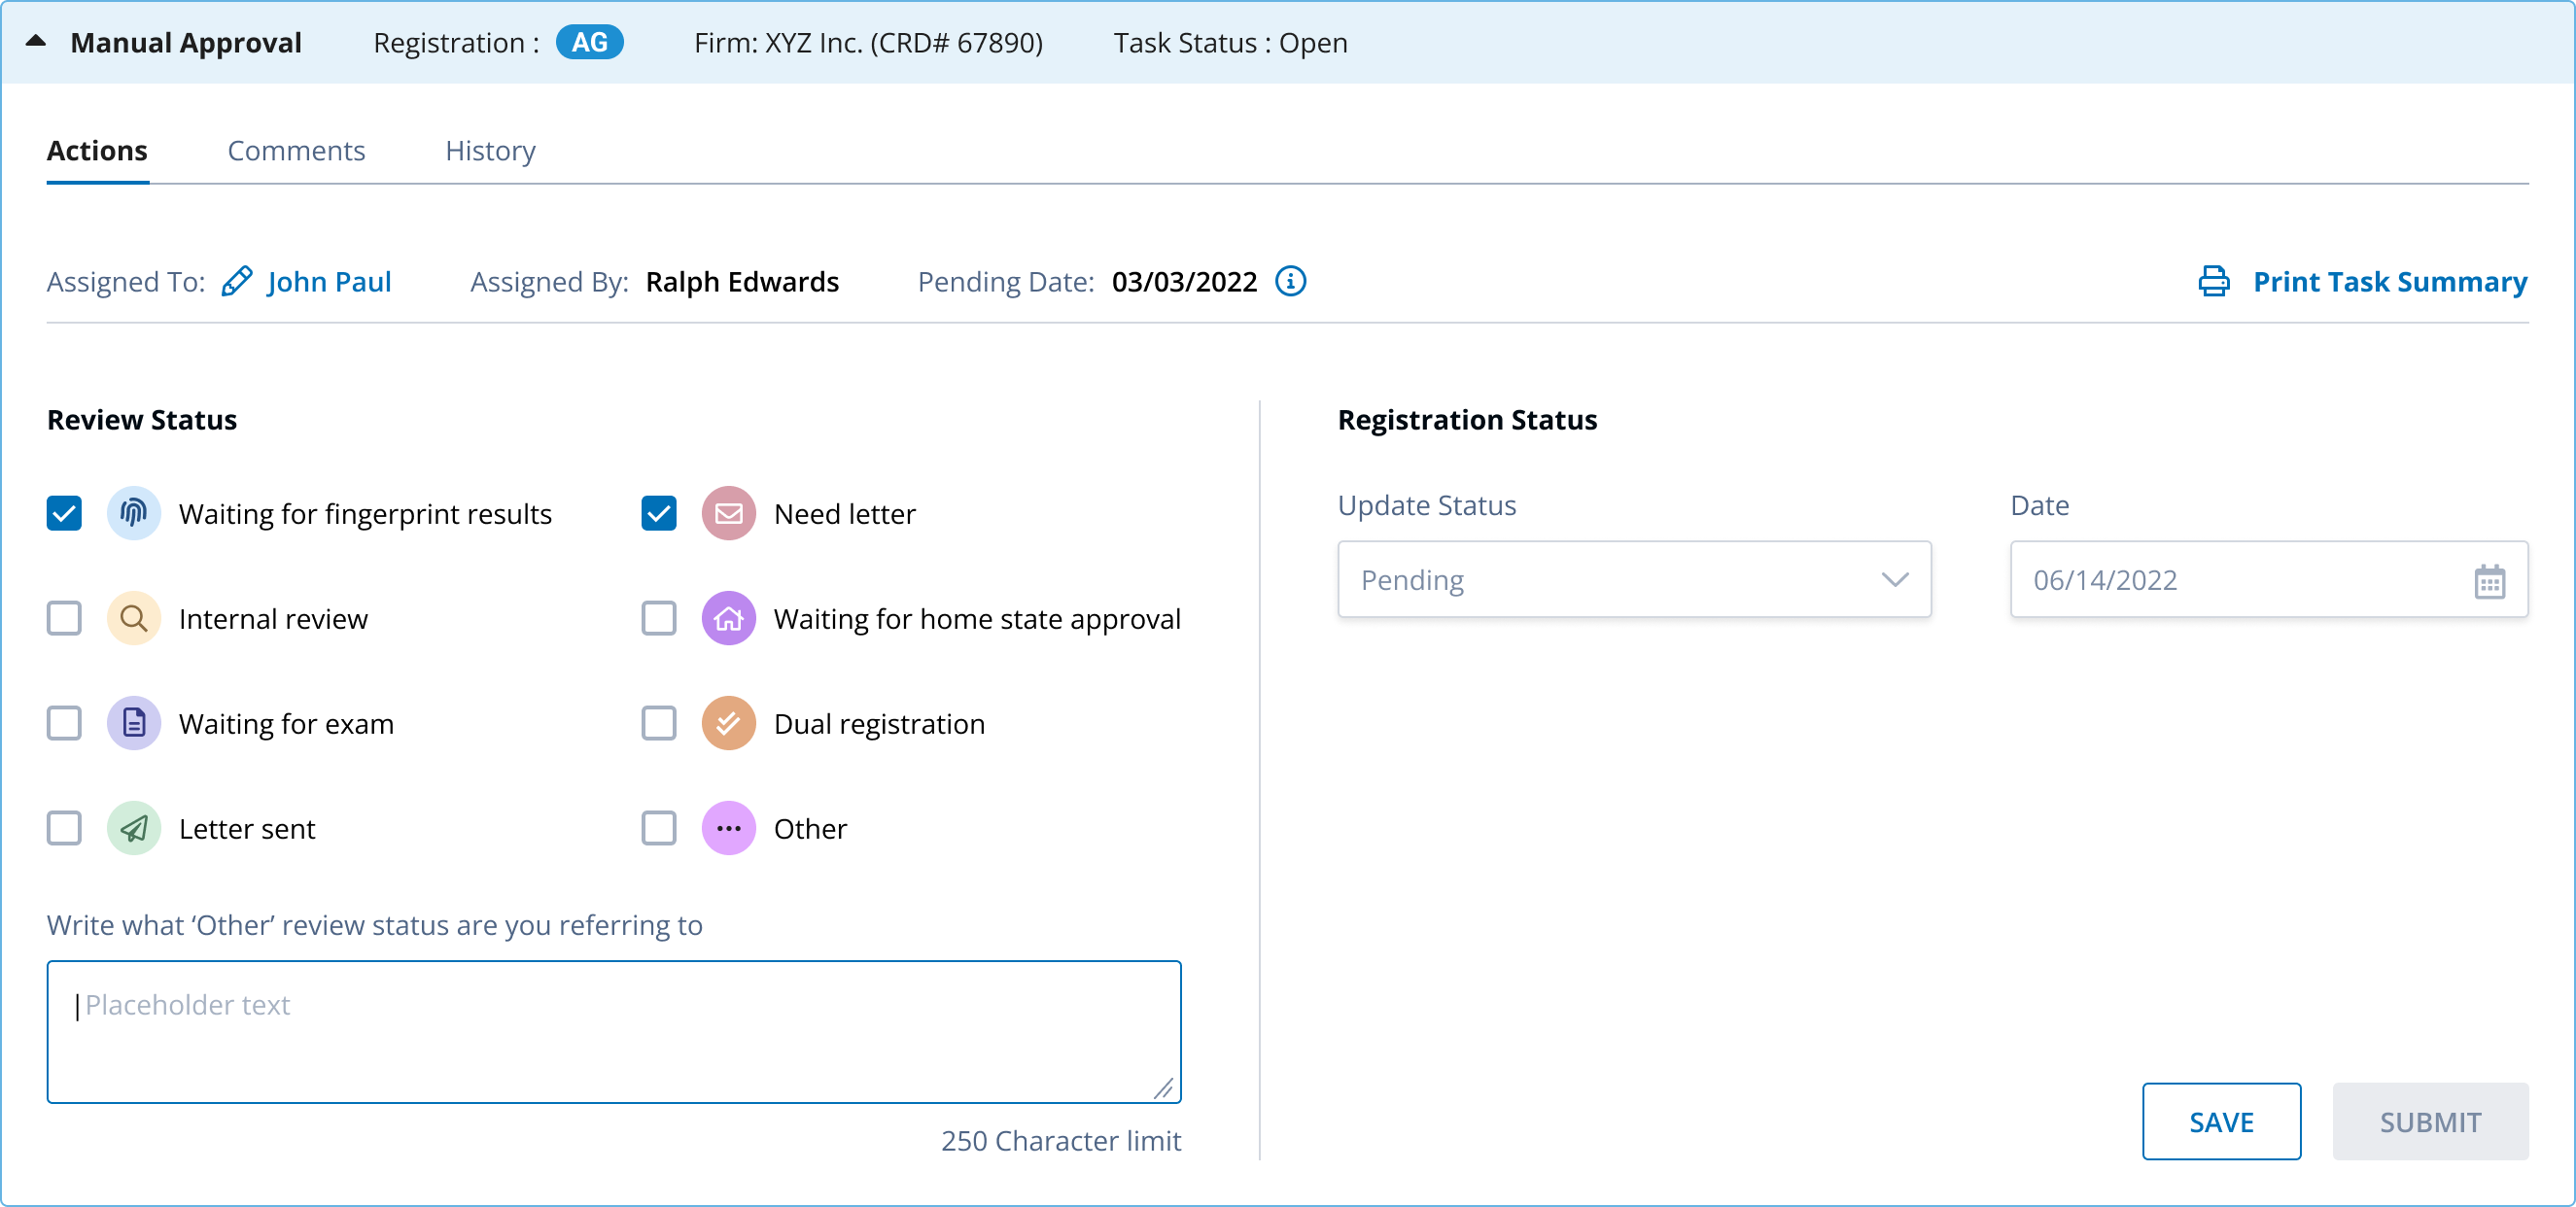 Manual Approval Registration : AG Firm: XYZ Inc. (CRD# 67890) Task Status : Open
Actions Comments History
Assigned To: John Paul Assigned By: Ralph Edwards Pending Date: 03/03/2022 Print Task Summary
Review Status
Waiting for fingerprint results Need letter
Internal review Waiting for home state approval
Waiting for exam Dual registration
Letter sent Other
Write what ‘Other’ review status are you referring to
Placeholder text
250 Character limit
Registration Status
Update Status Date
Pending 06/14/2022
SAVE SUBMIT